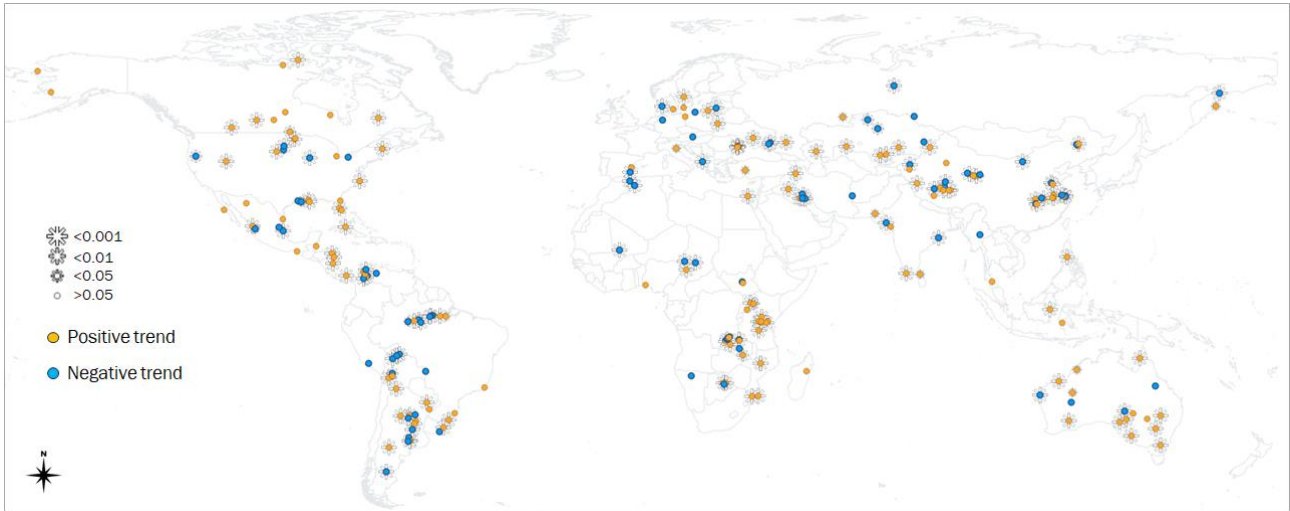 <0.001
<0.01
<0.05
>0.05
Positive trend
Negative trend
N